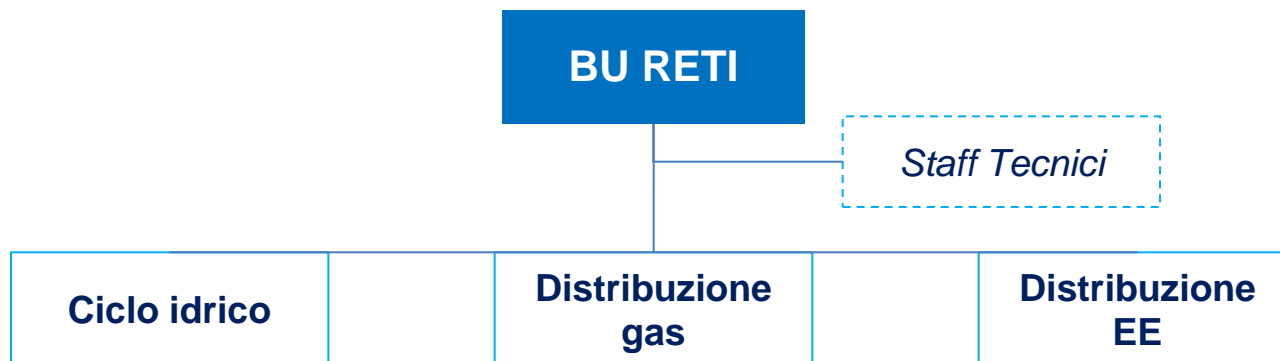 BU RETI
Staff Tecnici
Ciclo idrico
Distribuzione
gas
Distribuzione
EE